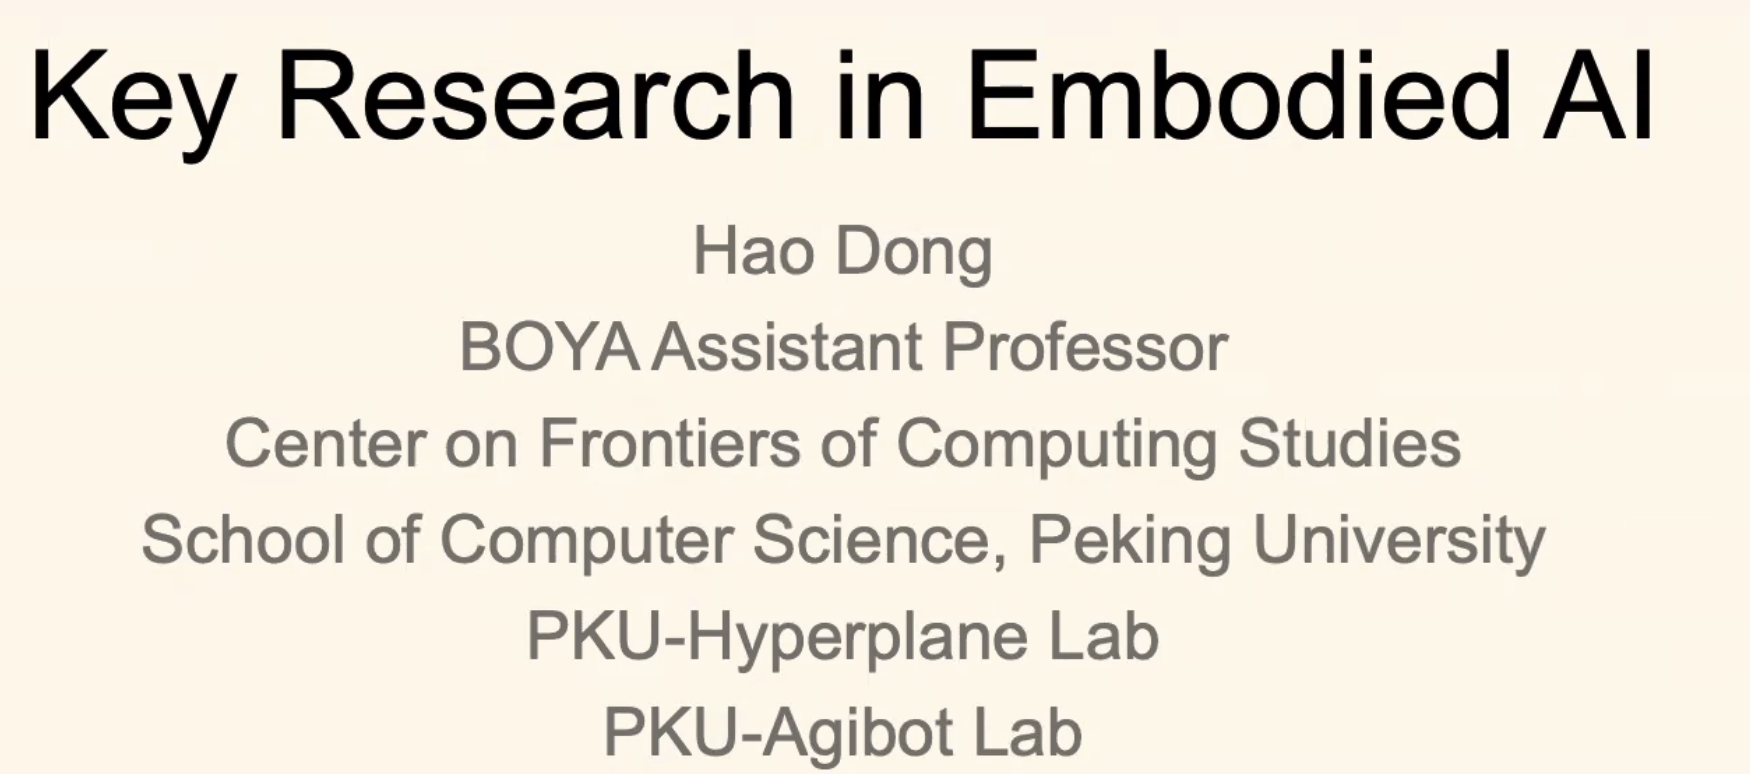 Key Research in Embodied AI
Hao Dong
BOYA Assistant Professor
Center on Frontiers of Computing Studies
School of Computer Science, Peking University
PKU-Hyperplane Lab
PKU-Agibot Lab